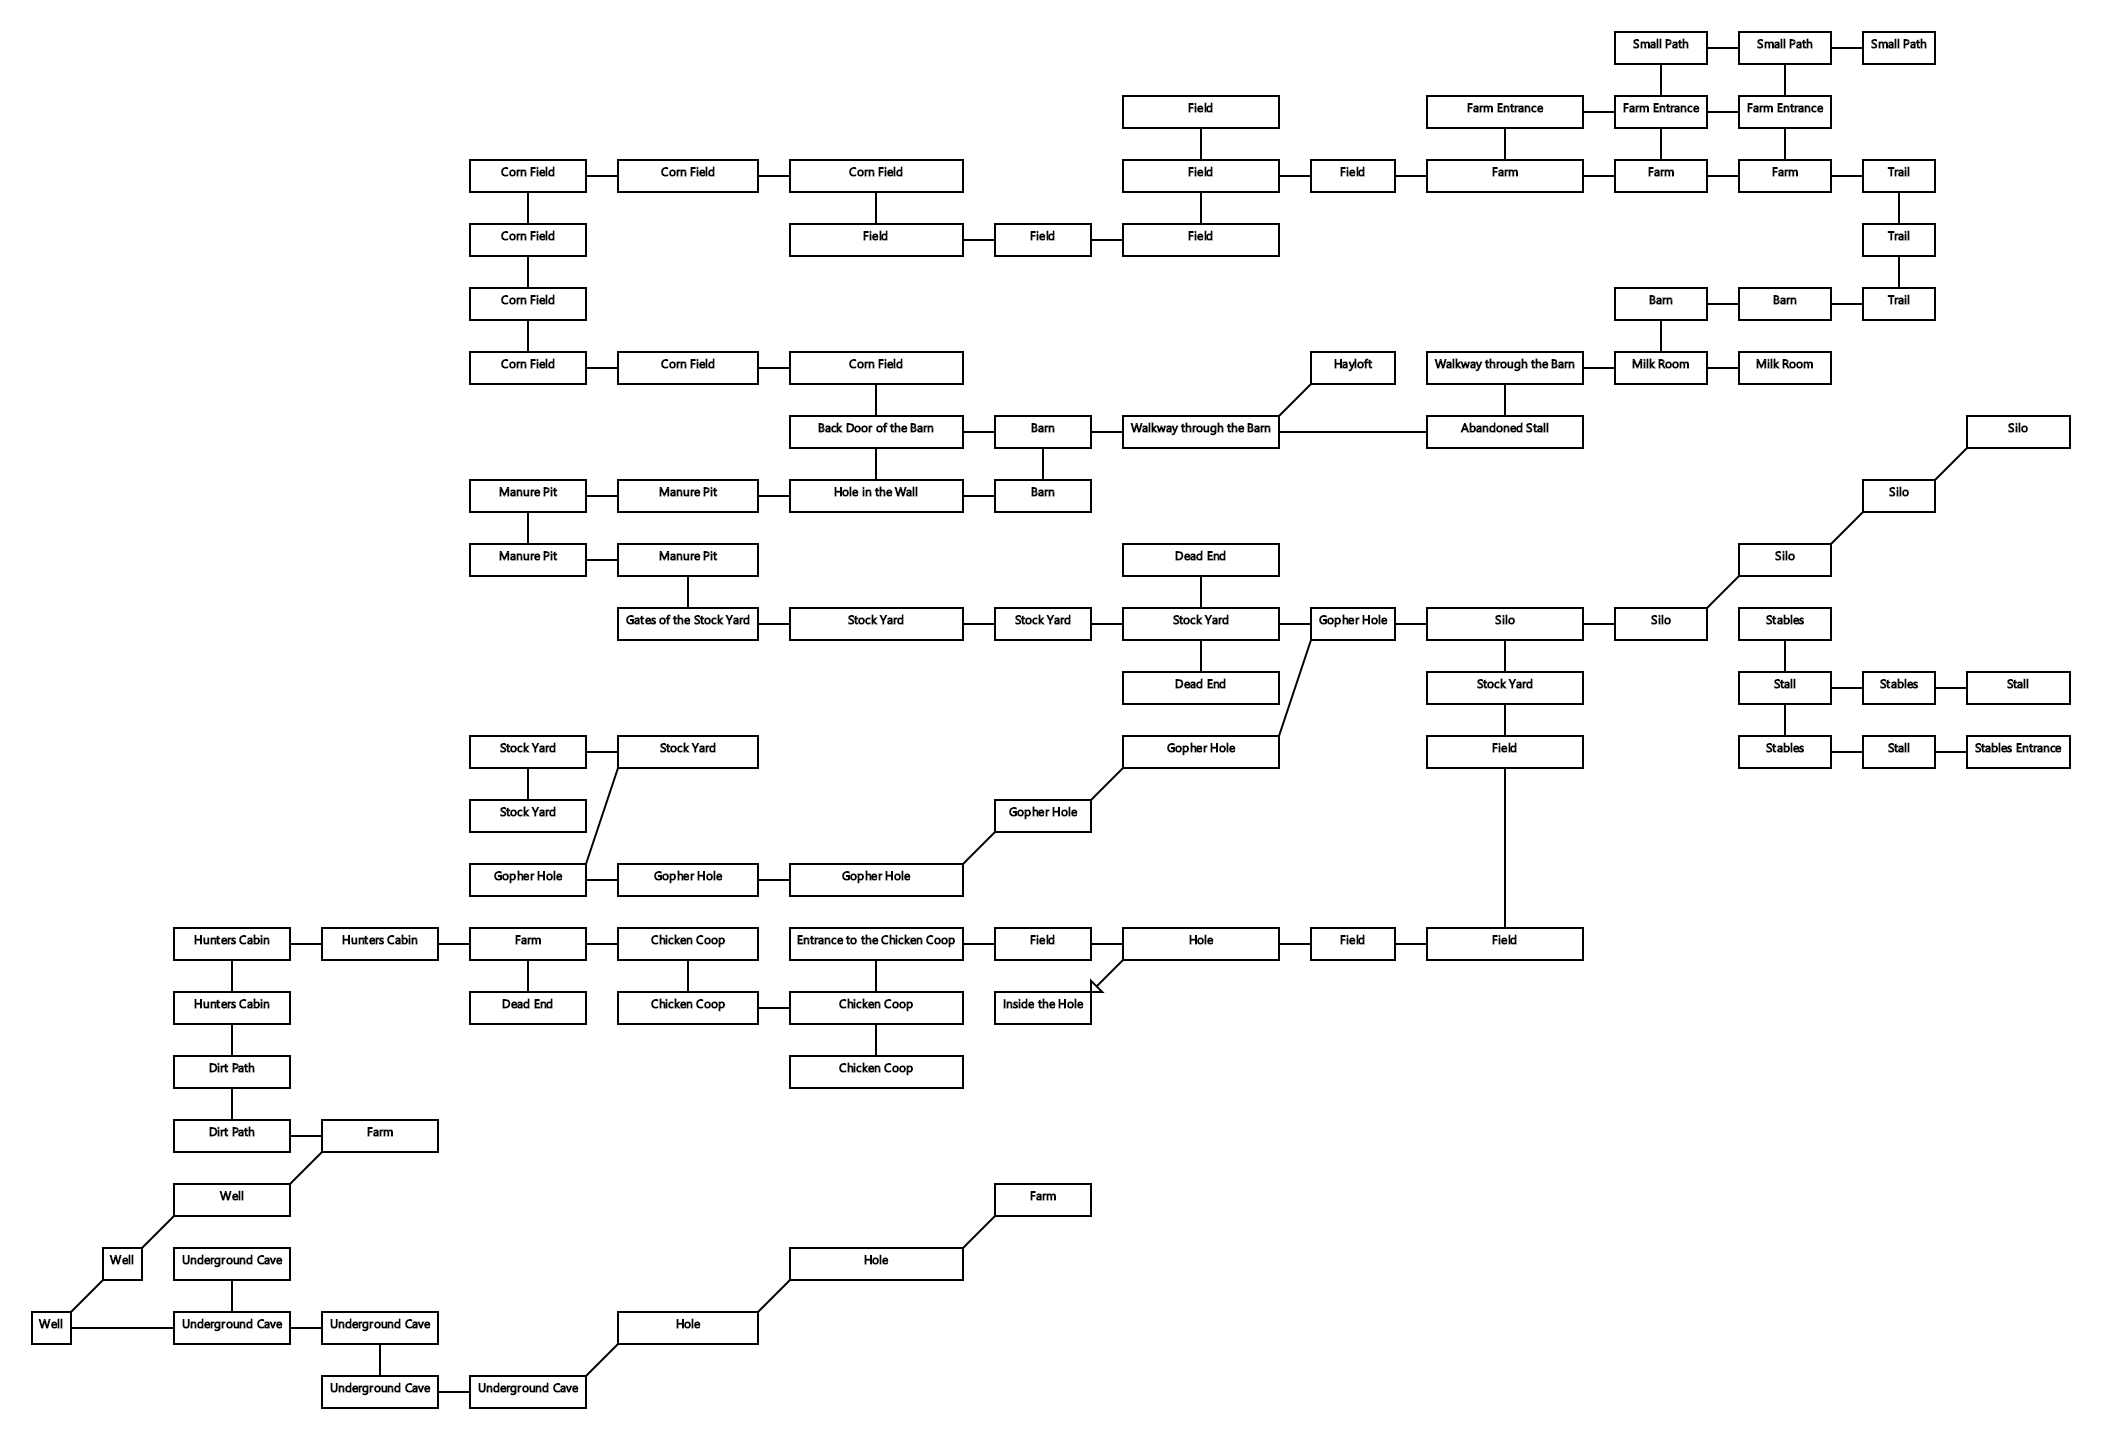 Small Path
Small Path
Small Path
Field
Farm Entrance
Farm Entrance
Farm Entrance
Corn Field
Corn Field
Corn Field
Field
Field
Farm
Farm
Farm
Trail
Corn Field
Field
Field
Field
Trail
Corn Field
Barn
Barn
Trail
Corn Field
Corn Field
Corn Field
Hayloft
Walkway through the Barn
Milk Room
Milk Room
Back Door of the Barn
Barn
Walkway through the Barn
Abandoned Stall
Silo
Manure Pit
Manure Pit
Hole in the Wall
Barn
Silo
Manure Pit
Manure Pit
Dead End
Silo
Gates of the Stock Yard
Stock Yard
Stock Yard
Stock Yard
Gopher Hole
Silo
Silo
Stables
Dead End
Stock Yard
Stall
Stables
Stall
Stock Yard
Stock Yard
Gopher Hole
Field
Stables
Stall
Stables Entrance
Stock Yard
Gopher Hole
Gopher Hole
Gopher Hole
Gopher Hole
Hunters Cabin
Hunters Cabin
Farm
Chicken Coop
Entrance to the Chicken Coop
Field
Hole
Field
Field
Hunters Cabin
Dead End
Chicken Coop
Chicken Coop
Inside the Hole
Dirt Path
Chicken Coop
Dirt Path
Farm
Well
Farm
Well
Underground Cave
Hole
Well
Underground Cave
Underground Cave
Hole
Underground Cave
Underground Cave